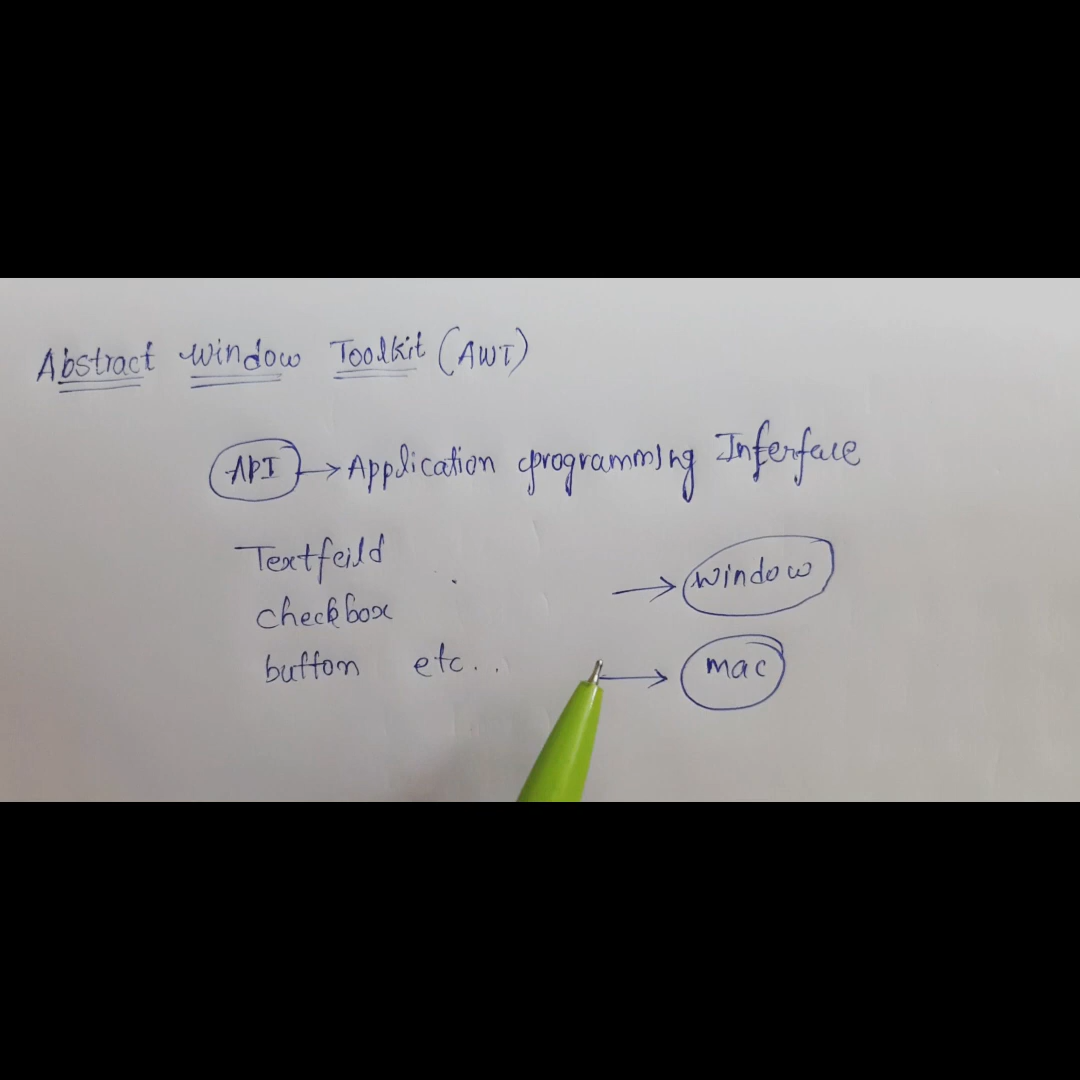 Abstract Window Toolkit (AWT)
API → Application programming Interface
Textfeild
checkbox
button etc..
→ window
→ mac